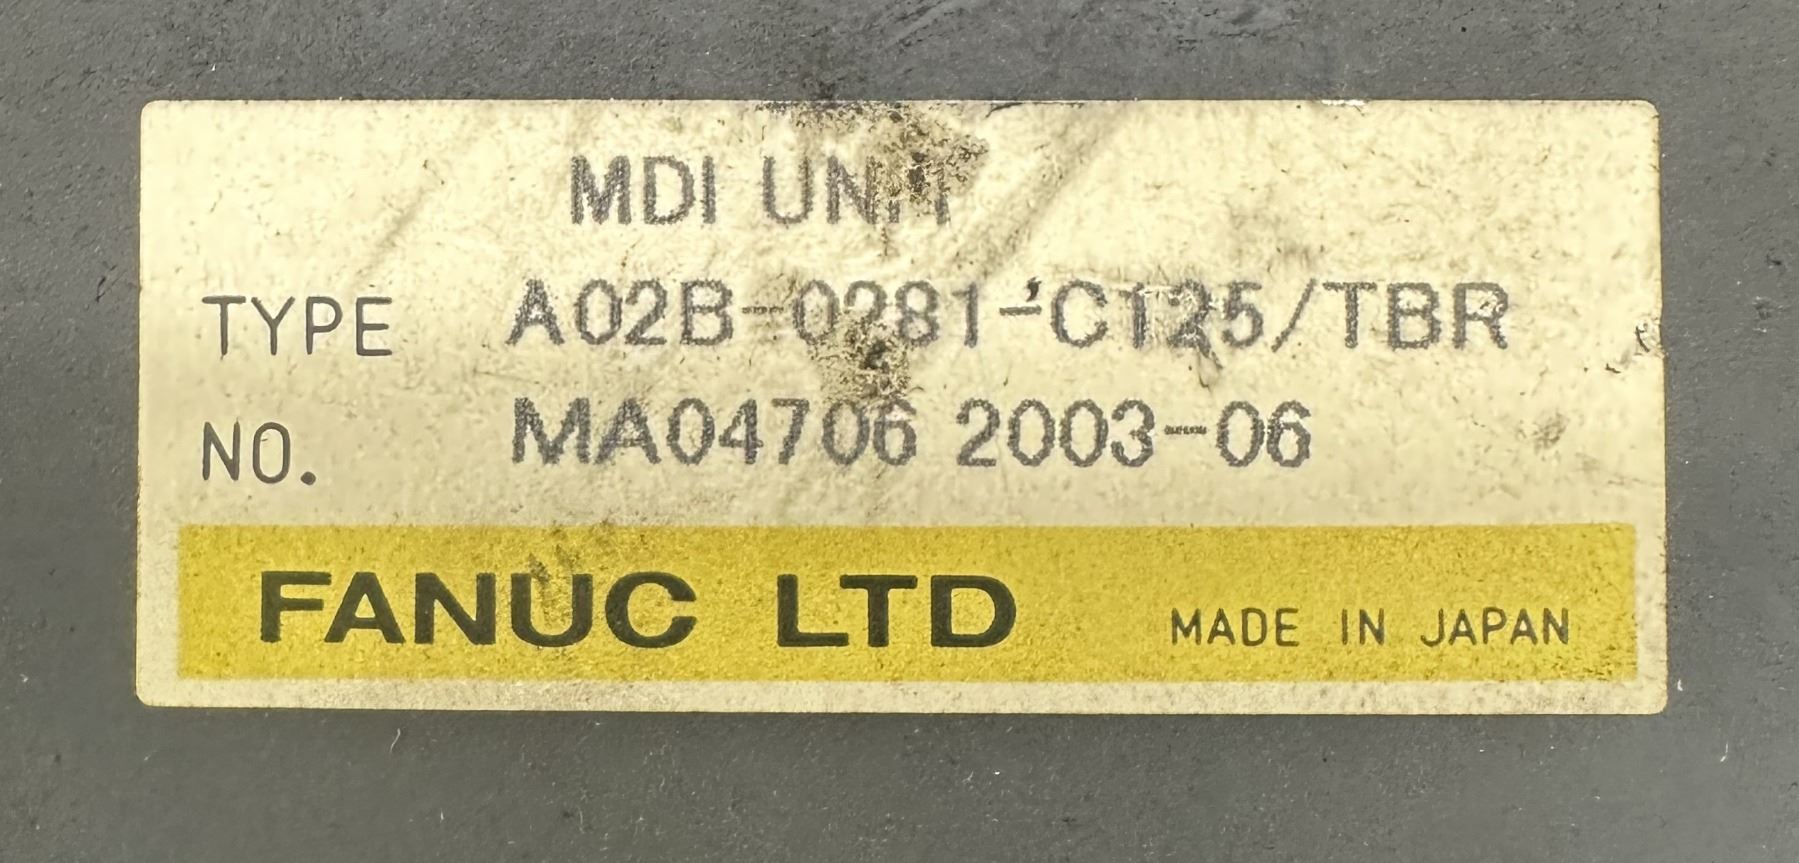 MDI UNIT
TYPE A02B-0281-C125/TBR
NO. MA04706 2003-06
FANUC LTD MADE IN JAPAN